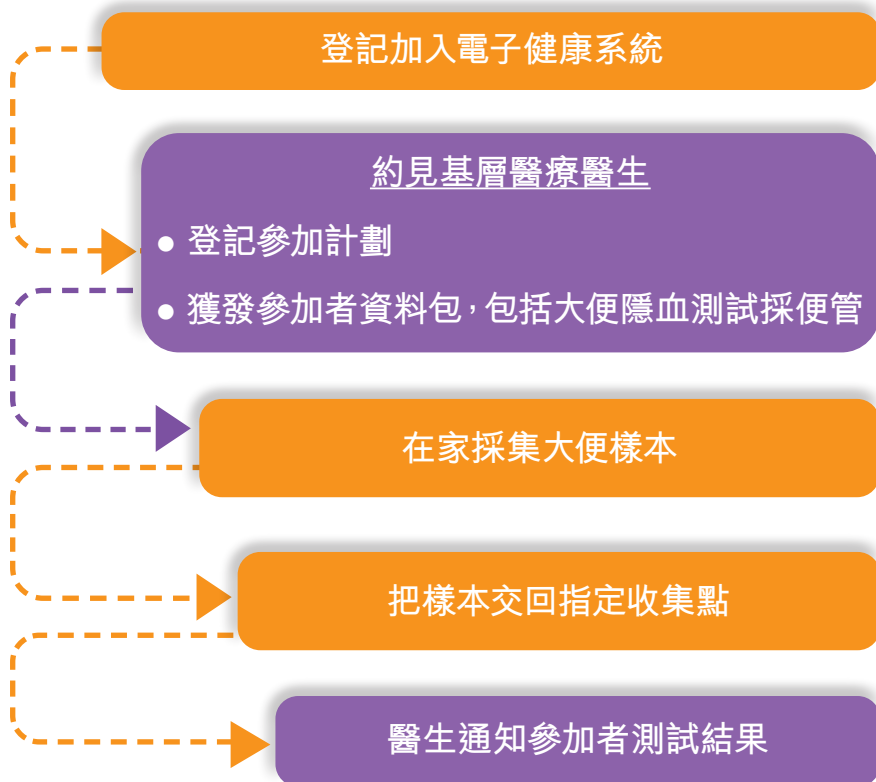 登記加入電子健康系統
約見基層醫療醫生
● 登記參加計劃
● 獲發參加者資料包，包括大便隱血測試採便管
在家採集大便樣本
把樣本交回指定收集點
醫生通知參加者測試結果